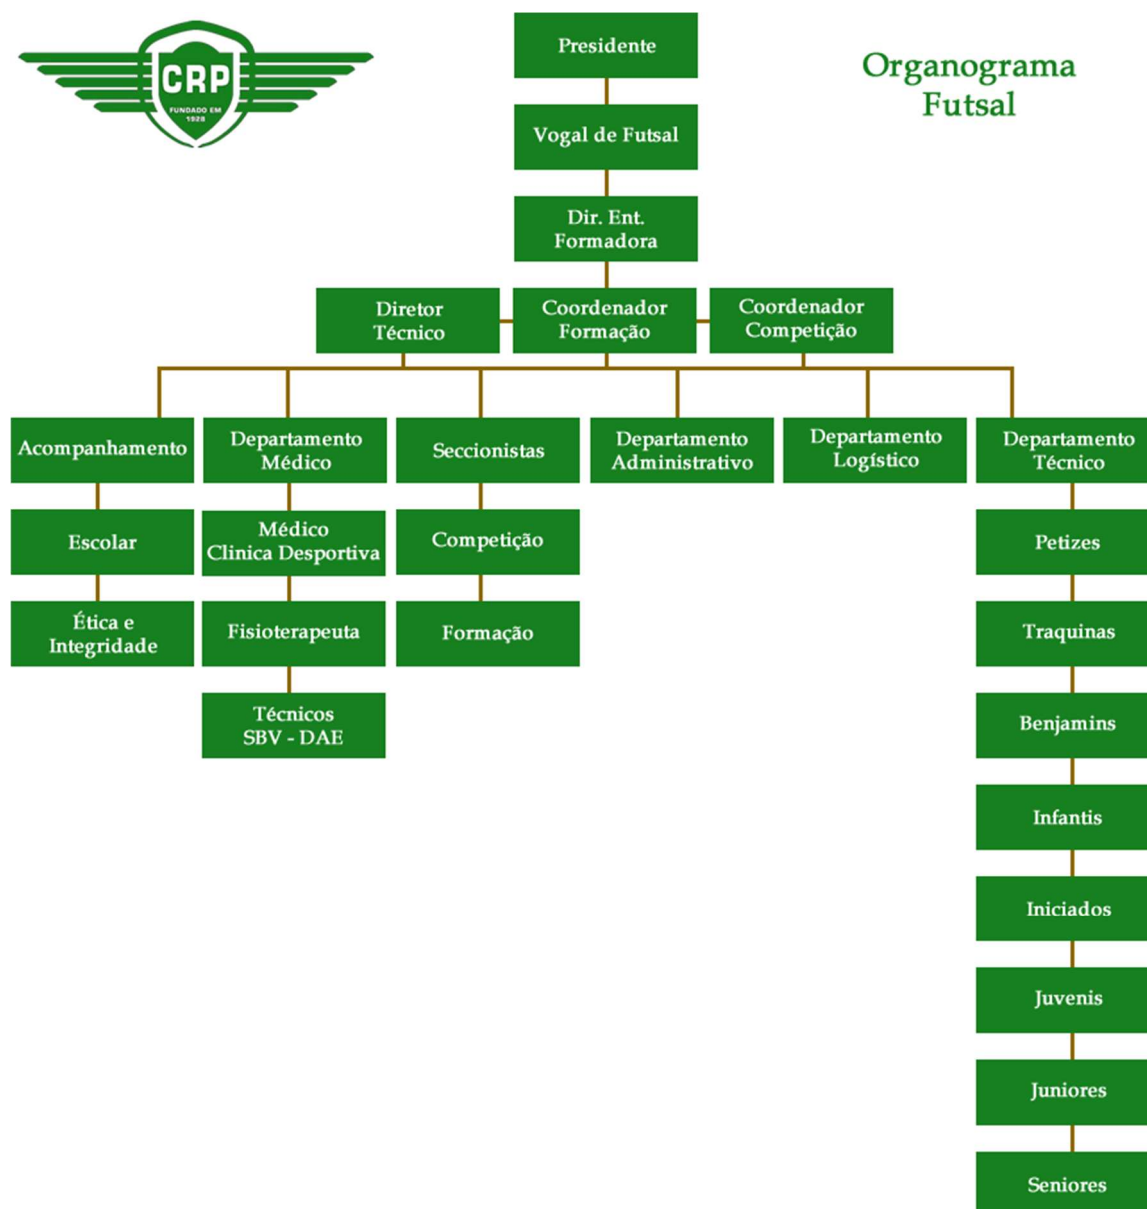 CRP
FUNDADO EM
1928
Organograma
Futsal
Presidente
Vogal de Futsal
Dir. Ent.
Formadora
Diretor
Técnico
Coordenador
Formação
Coordenador
Competição
Acompanhamento
Escolar
Ética e
Integridade
Departamento
Médico
Médico
Clinica Desportiva
Fisioterapeuta
Técnicos
SBV - DAE
Seccionistas
Competição
Formação
Departamento
Administrativo
Departamento
Logístico
Departamento
Técnico
Petizes
Traquinas
Benjamins
Infantis
Iniciados
Juvenis
Juniores
Seniores